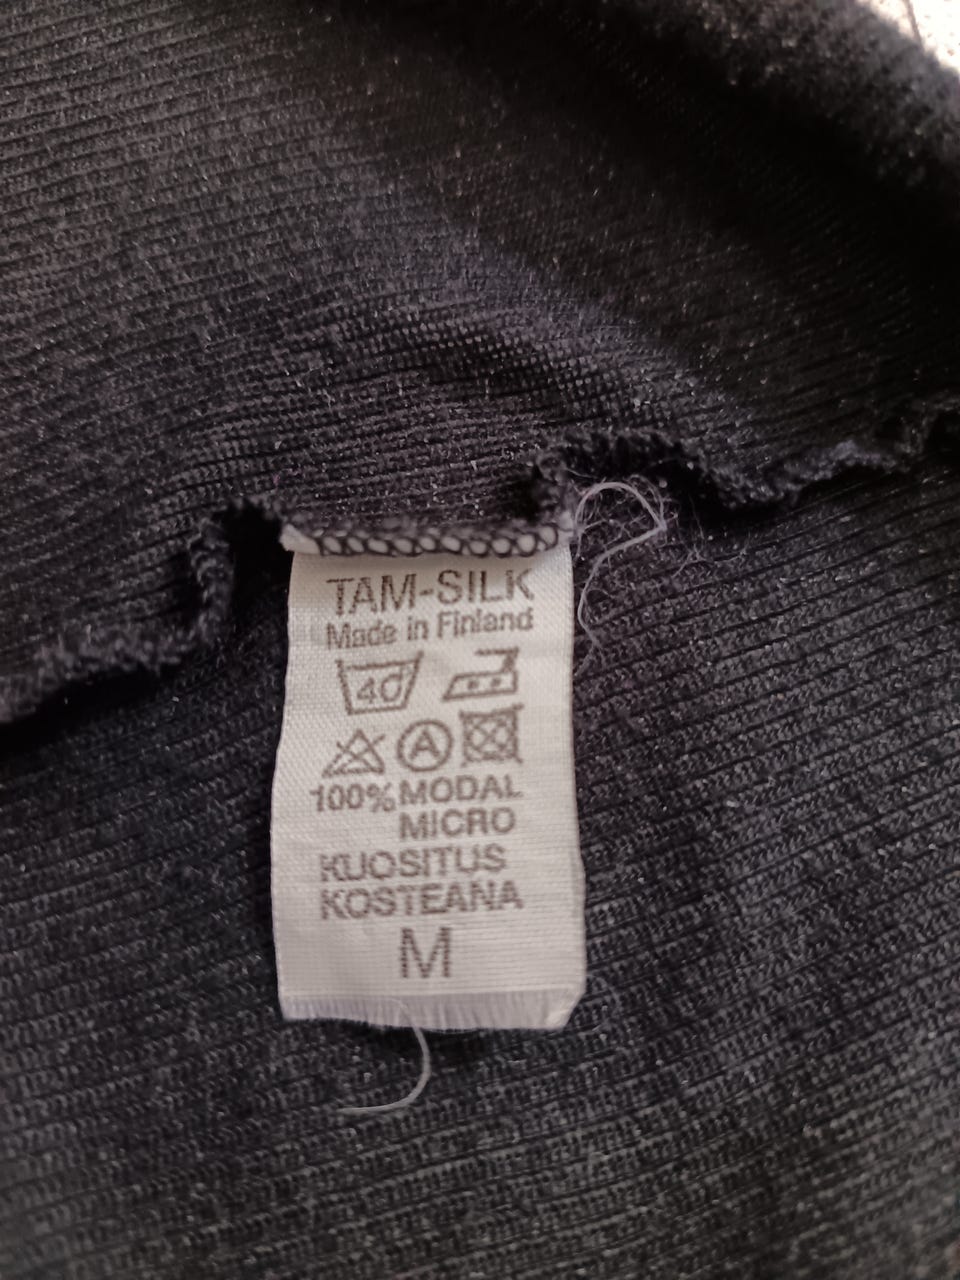 TAM-SILK
Made in Finland
40
A
100% MODAL
MICRO
KUOSITUS
KOSTEANA
M